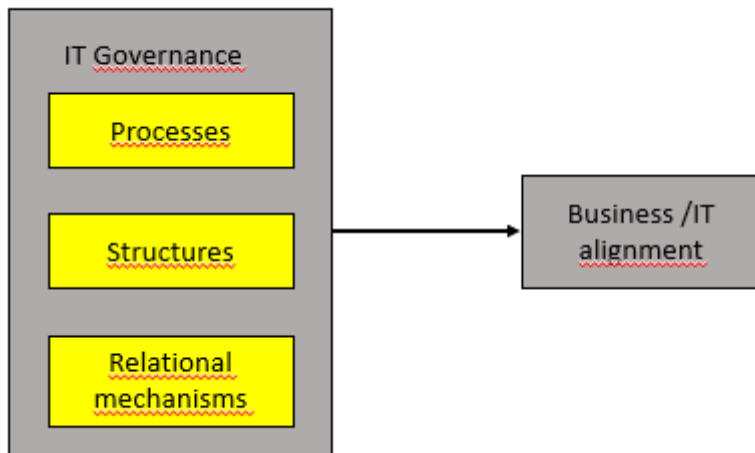 IT Governance
Processes
Structures
Relational
mechanisms
Business /IT
alignment